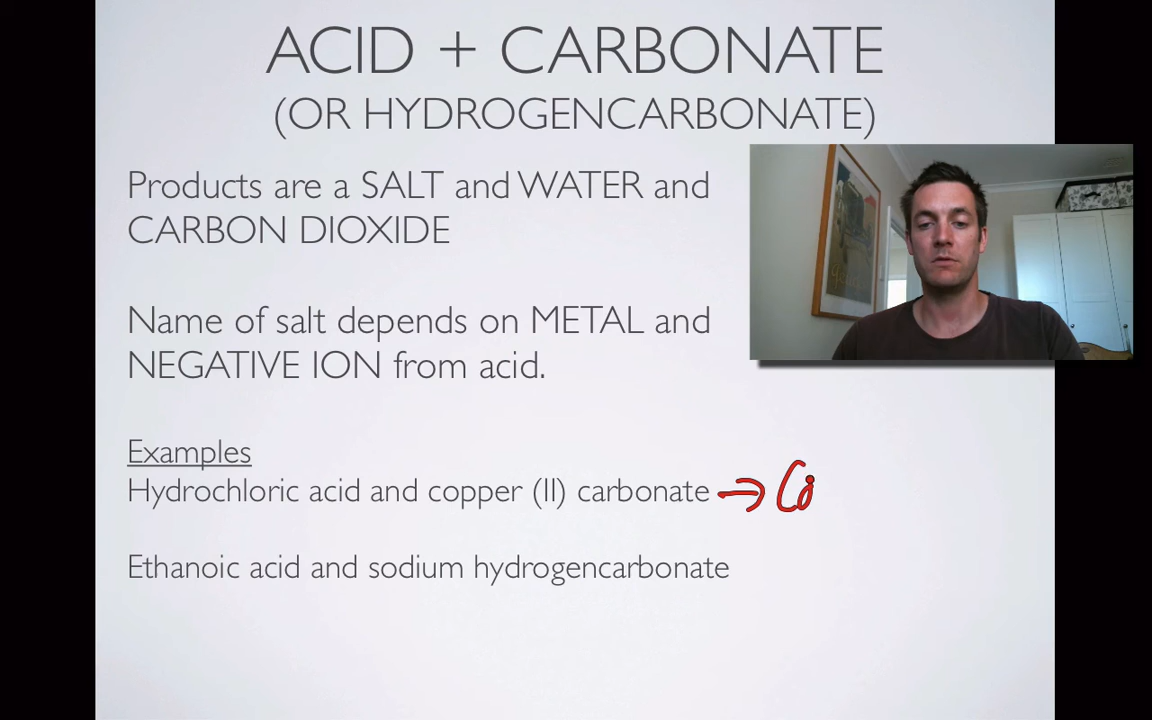 ACID + CARBONATE
(OR HYDROGENCARBONATE)
Products are a SALT and WATER and
CARBON DIOXIDE
Name of salt depends on METAL and
NEGATIVE ION from acid.
Examples
Hydrochloric acid and copper (II) carbonate →
Ethanoic acid and sodium hydrogencarbonate